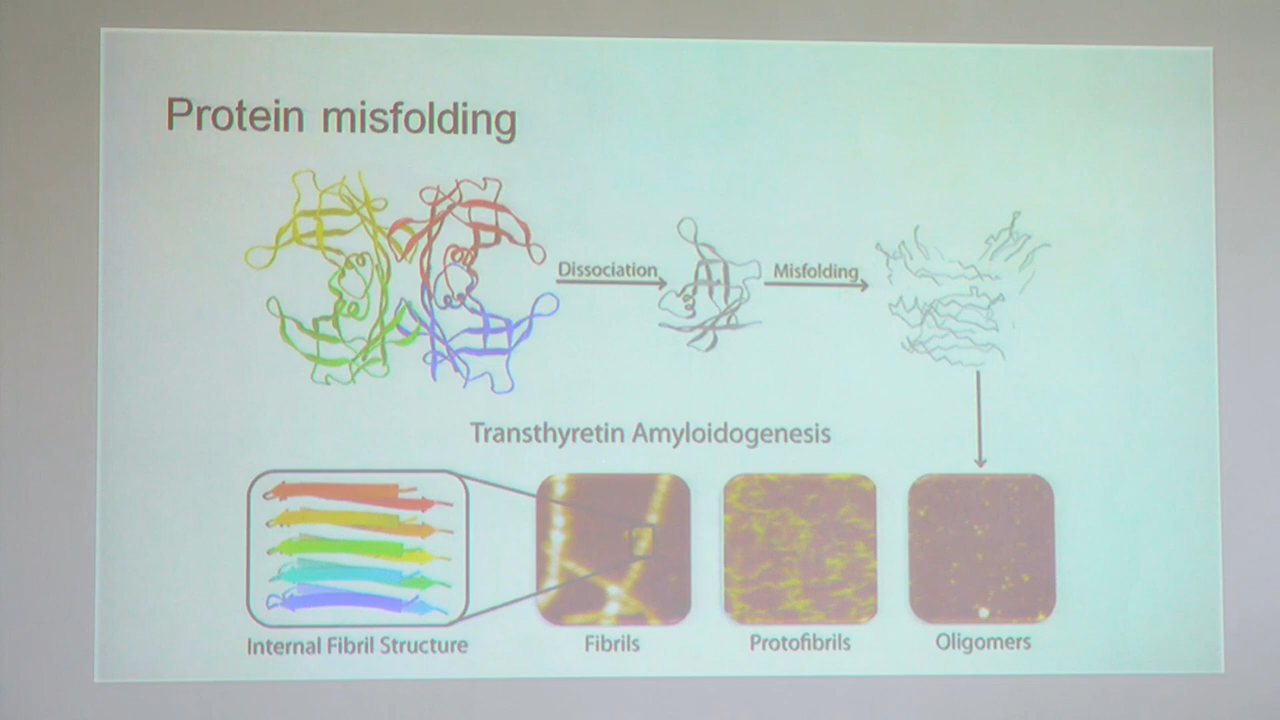 Protein misfolding
Dissociation
Misfolding
Transthyretin Amyloidogenesis
Internal Fibril Structure
Fibrils
Protofibrils
Oligomers